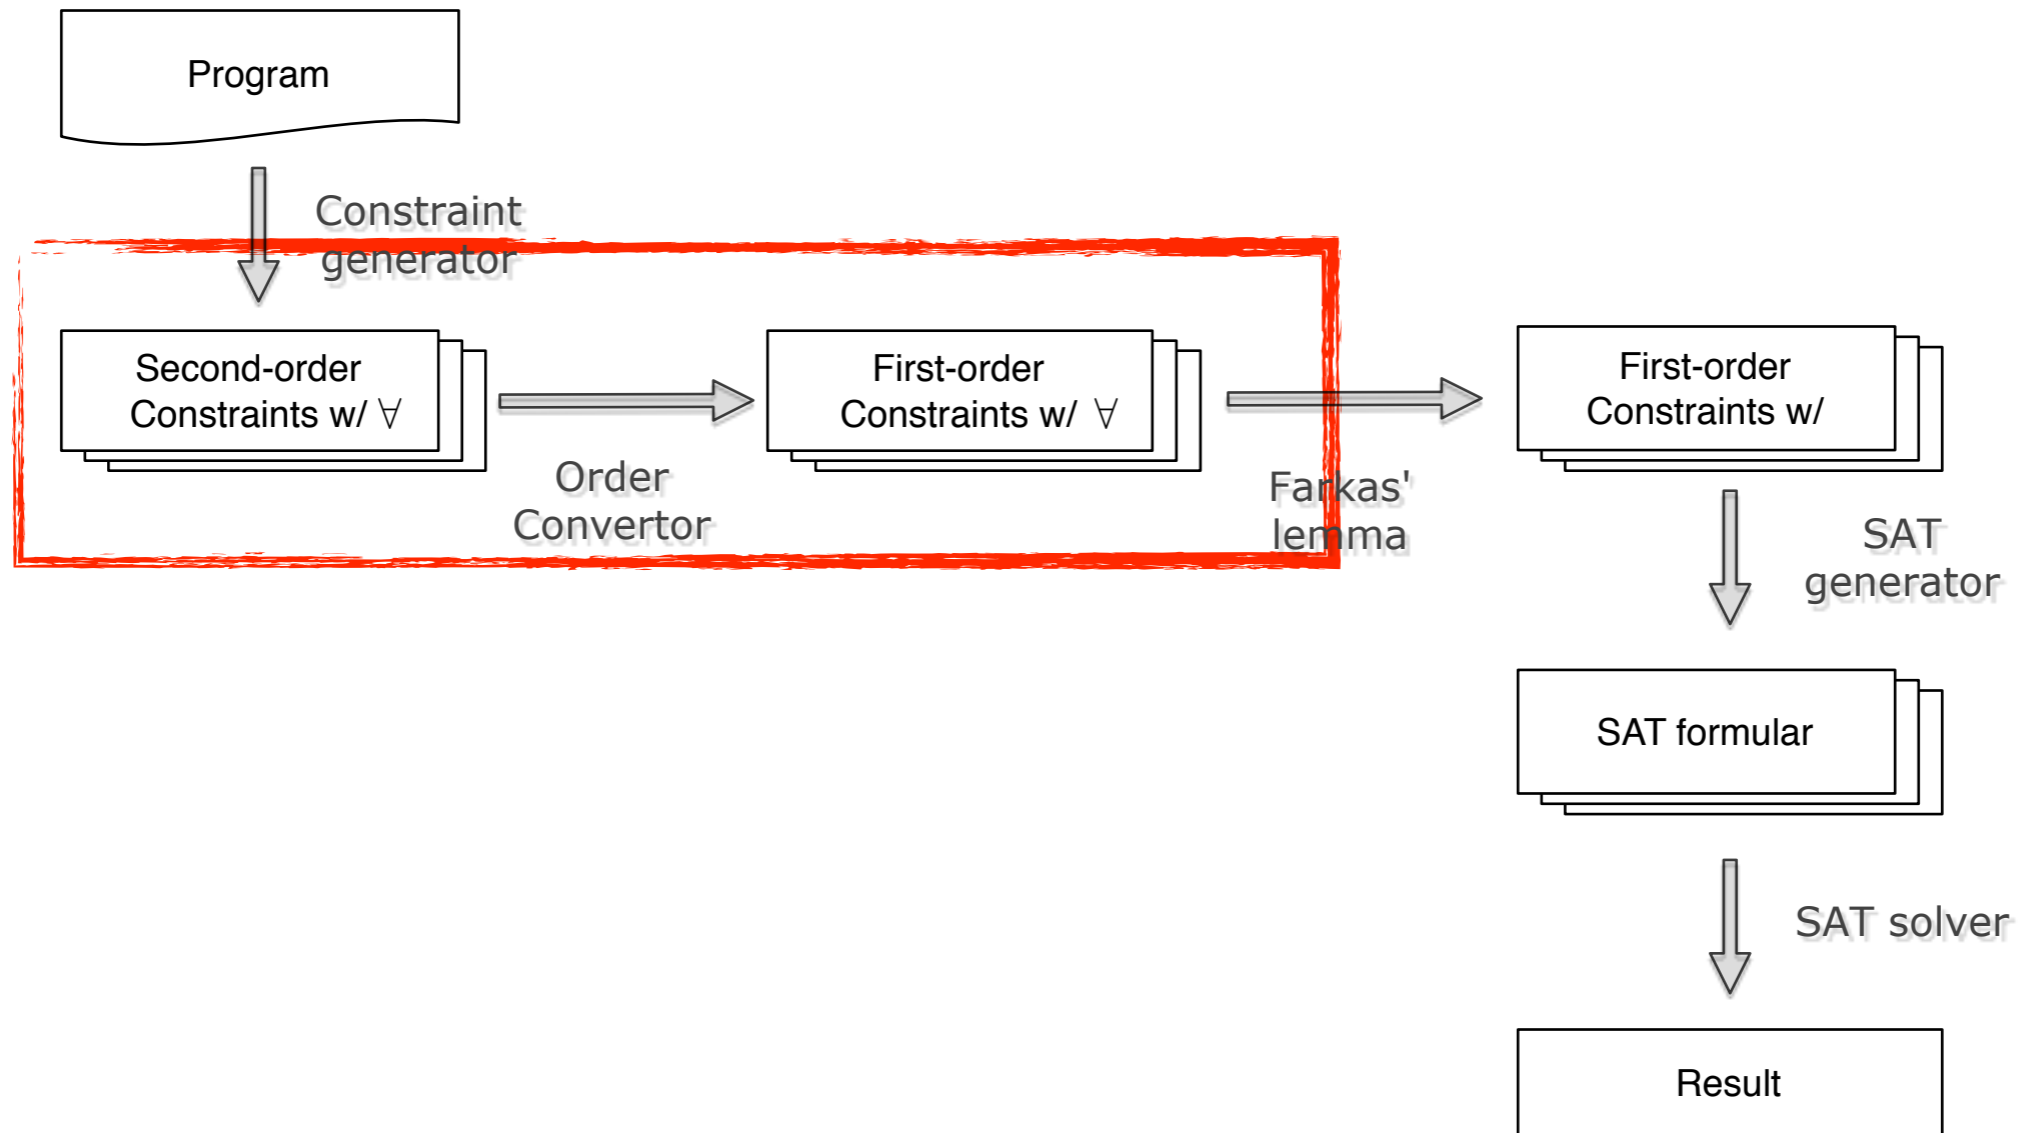 Program
Constraint
generator
Second-order
Constraints w/ ∀
Order
Convertor
First-order
Constraints w/ ∀
Farkas'
lemma
First-order
Constraints w/
SAT
generator
SAT formular
SAT solver
Result